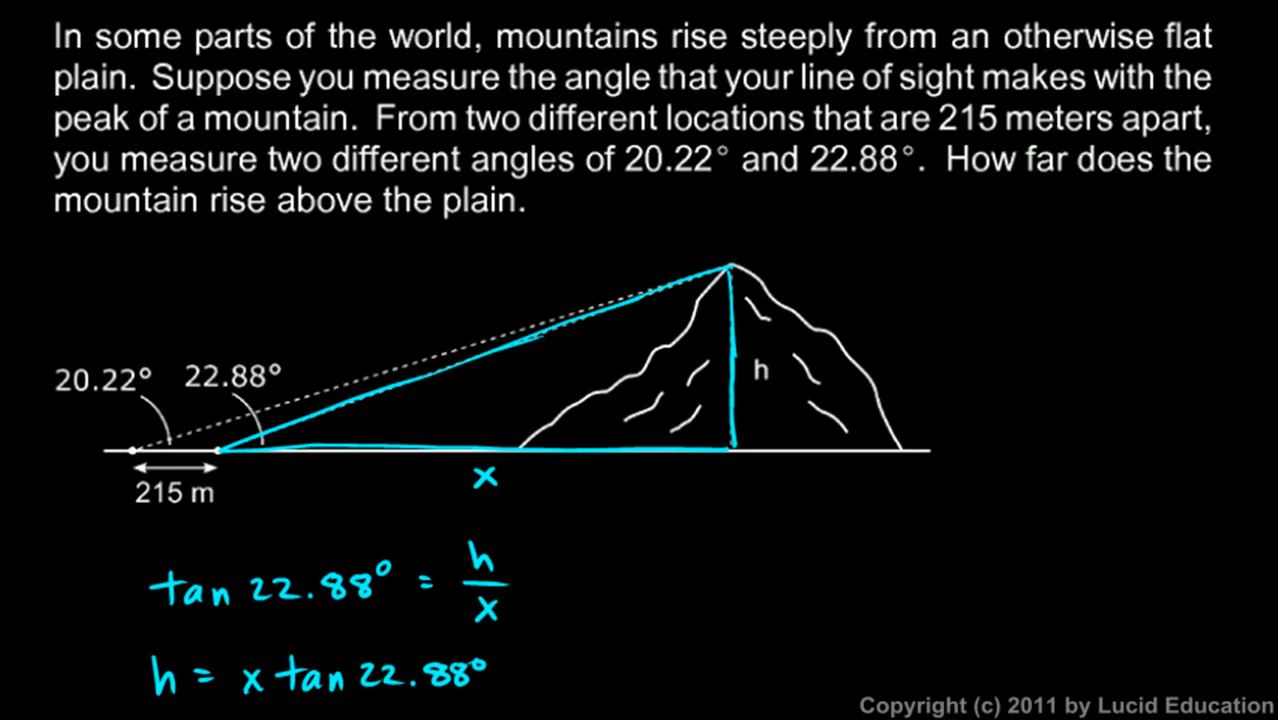 In some parts of the world, mountains rise steeply from an otherwise flat
plain. Suppose you measure the angle that your line of sight makes with the
peak of a mountain. From two different locations that are 215 meters apart,
you measure two different angles of 20.22° and 22.88°. How far does the
mountain rise above the plain.
h
20.22° 22.88°
215 m
x
tan 22.88° = h/x
h = x tan 22.88°
Copyright (c) 2011 by Lucid Education